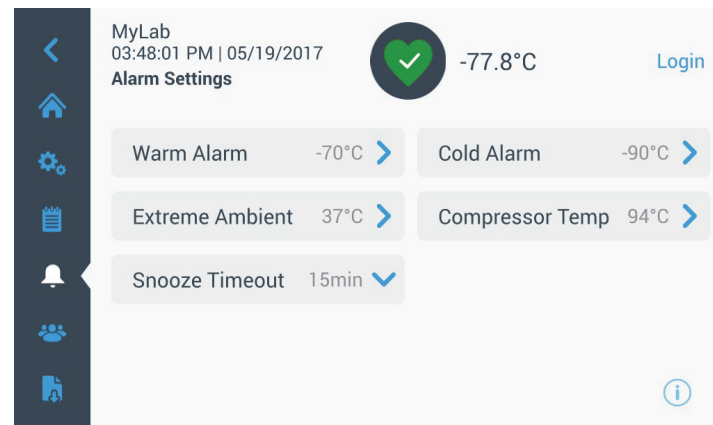 MyLab
03:48:01 PM | 05/19/2017
Alarm Settings
-77.8°C
Login
Warm Alarm -70°C
Cold Alarm -90°C
Extreme Ambient 37°C
Compressor Temp 94°C
Snooze Timeout 15min
i